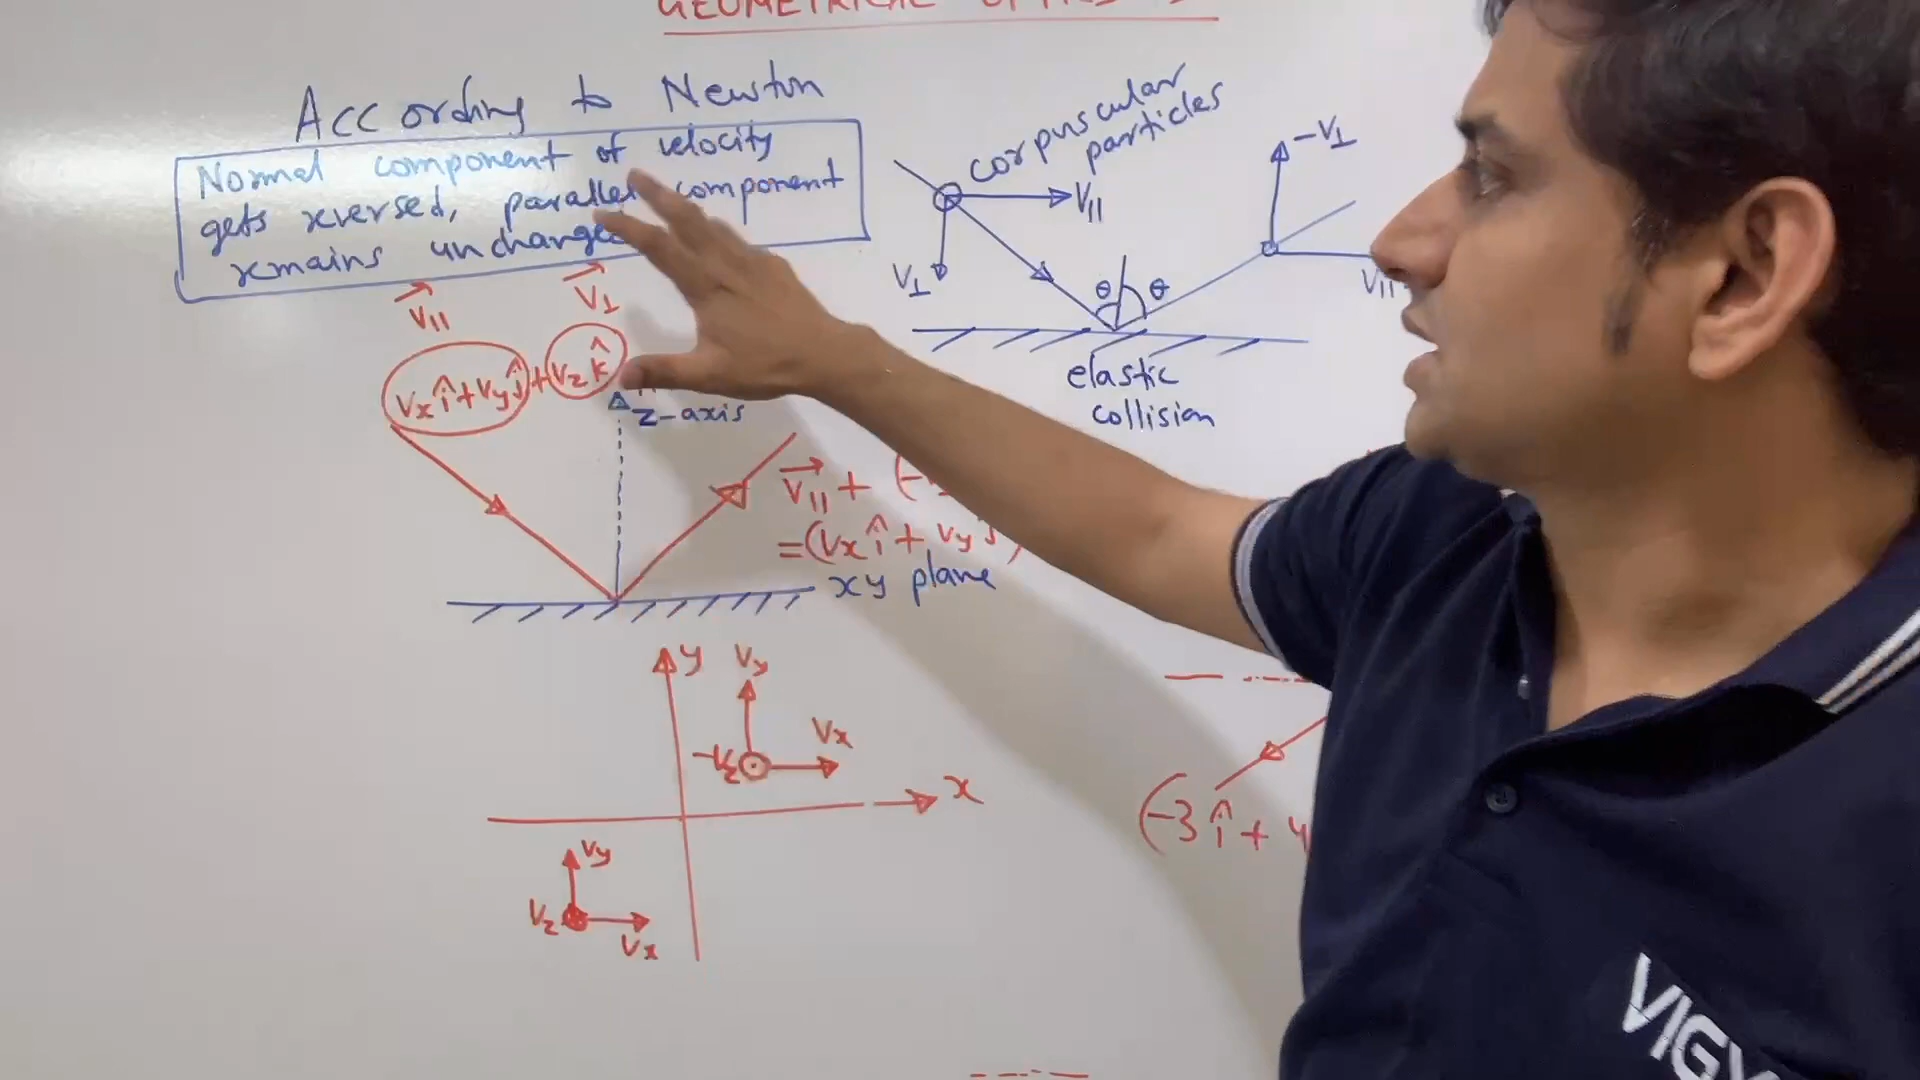 GEOMETRICAL
According to Newton
Normal component of velocity
gets reversed, parallel component
remains unchanged
V||
V⊥
Vx î + Vy ĵ + Vz k̂
Z-axis
V|| + (-
= (Vx î + Vy ĵ)
xy plane
corpuscular
particles
V||
V⊥
θ θ
-V⊥
V||
elastic
collision
y
Vy
Vx
-Vz
x
Vy
Vz
Vx
(-3 î + 4
VIGY